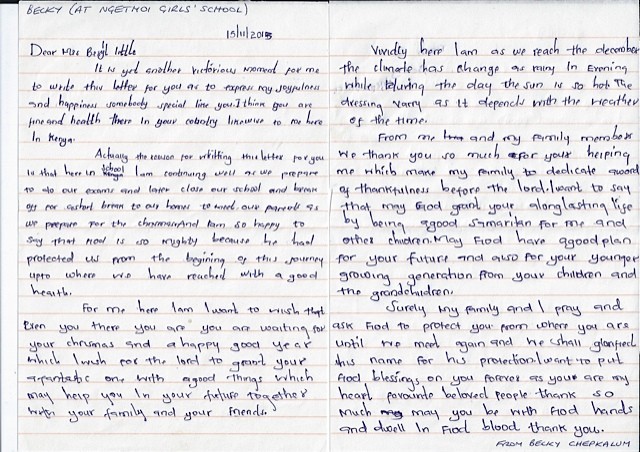 BECKY (AT NGETMOI GIRLS' SCHOOL)
15/11/2015
Dear Mrs Beryl little
It is yet another victorious moment for me
to write this letter for you as to express my joyfulness
and happiness somebody special like you. I think you are
fine and health there in your country likewise to me here
In Kenya.
Actually the reason for writting this letter for you
is that here in school I am continuing well as we prepare
to do our exams and later close our school and break
off for ashort break to our homes to meet our parents as
we prepare for the chrismas and Iam so happy to
say that God is so mighty because he had
protected us from the begining of this journey
upto where we have reached with a good
health.
For me here Iam I want to wush that
Even you there you are you are waiting for
your chrismas and a happy good year
which I wish for the lord to grant your
afantastic one with agood things which
may help you In your future together
with your family and your friends.
Vividly here Iam as we reach the december
the climate has change as rainy In Evening
while during the day the sun is so hot The
dressing vary as It depends with the weather
of the time.
From me and my family members
we thank you so much for your helping
me which make my family to dedicate aword
of thankfulness before the lord. I want to say
that may God grant your alonglasting life
by being agood samaritan for me and
other children. May God have agood plan
for your future and also for your younger
growing generation from your children and
the grandchildren.
Surely My family and I pray and
ask God to protect you from where you are
until we meet again and he shall glorified
this name for his protection. I want to put
God blessings on you forever as your are my
heart favourite beloved people thank so
Much may you be with God hands
and dwell In God blood thank you.
FROM BECKY CHEPKALUM